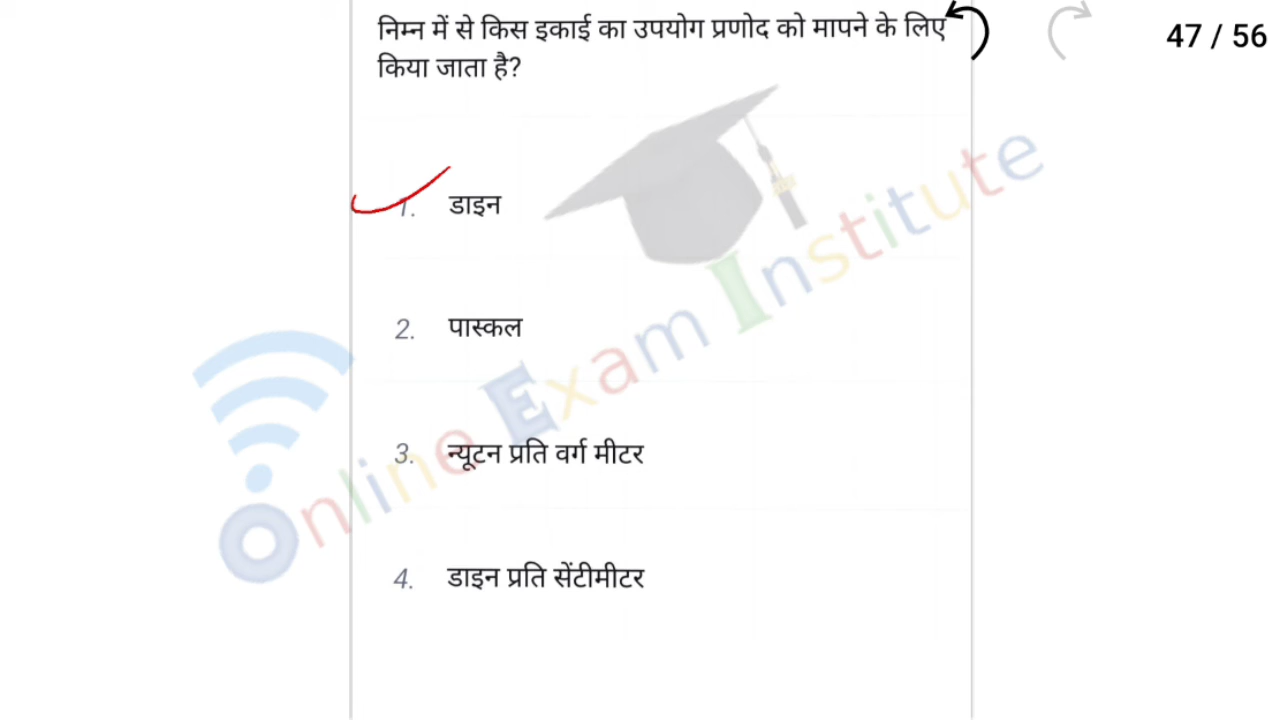 निम्न में से किस इकाई का उपयोग प्रणोद को मापने के लिए
किया जाता है?
47 / 56
1. डाइन
2. पास्कल
3. न्यूटन प्रति वर्ग मीटर
4. डाइन प्रति सेंटीमीटर
Online Exam Institute